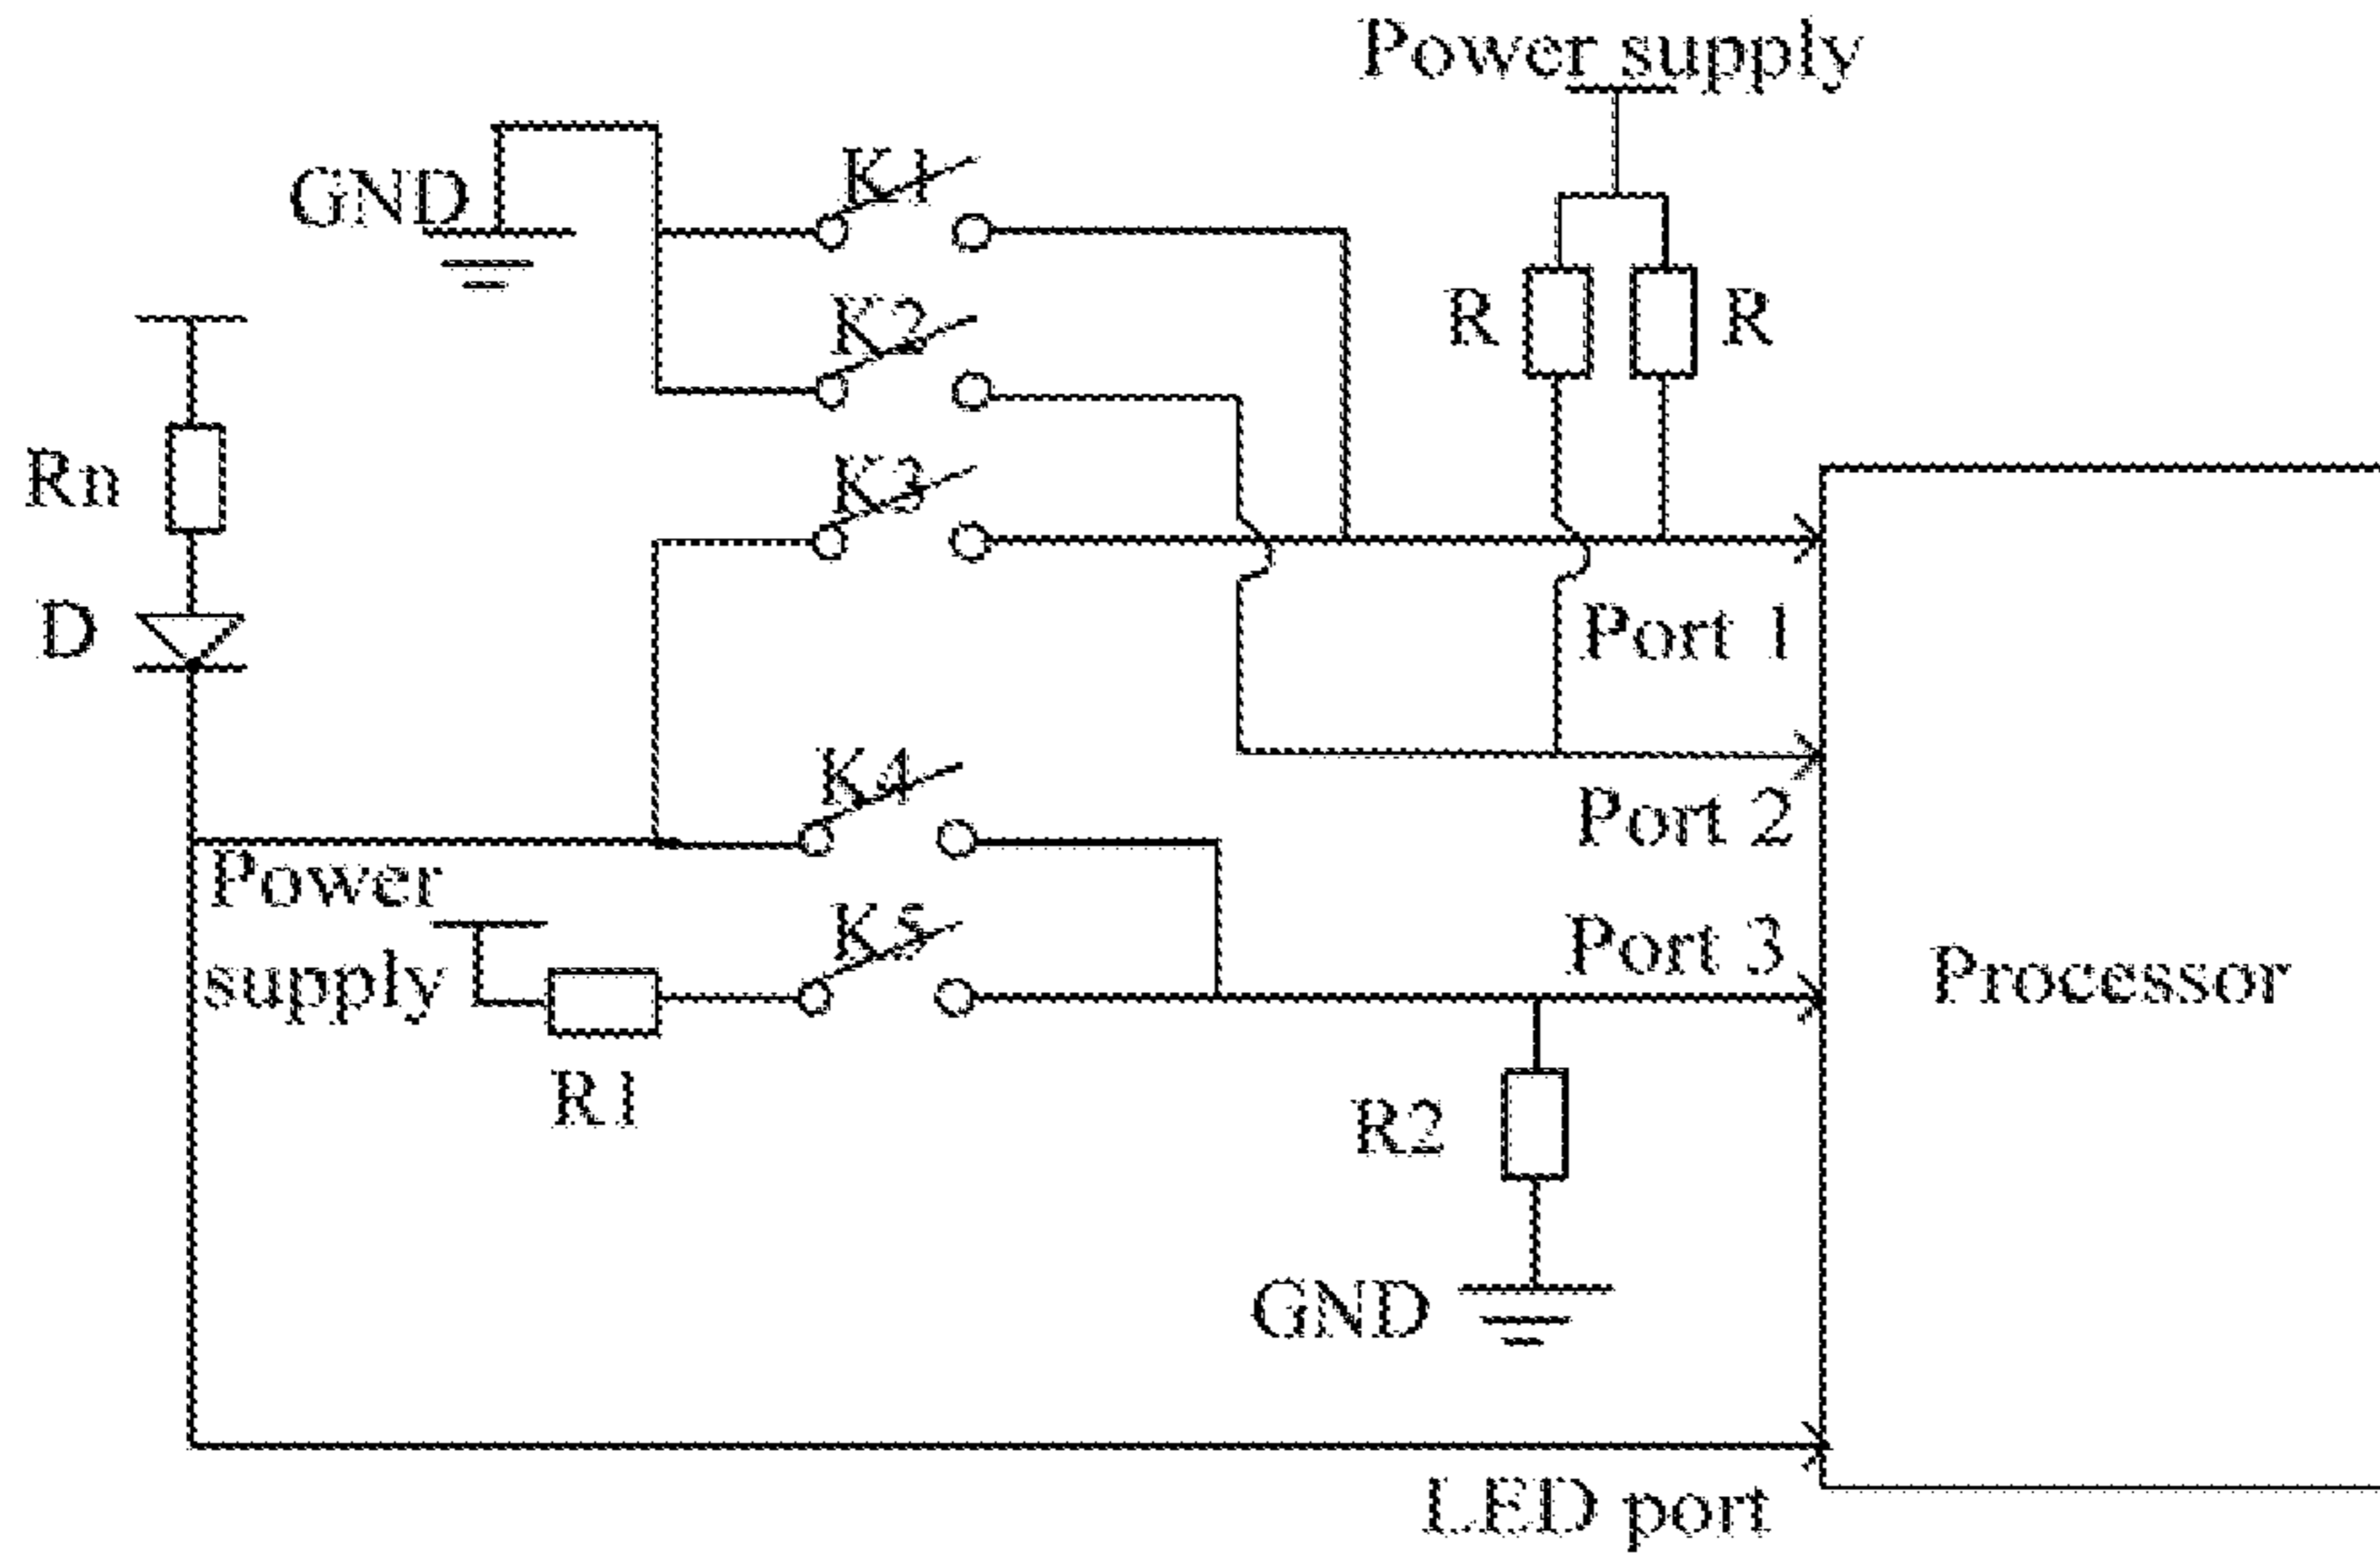 Power supply
GND
K1
K2
R
R
Rn
K3
D
Port 1
K4
Port 2
Power
supply
K5
Port 3
Processor
R1
R2
GND
LED port